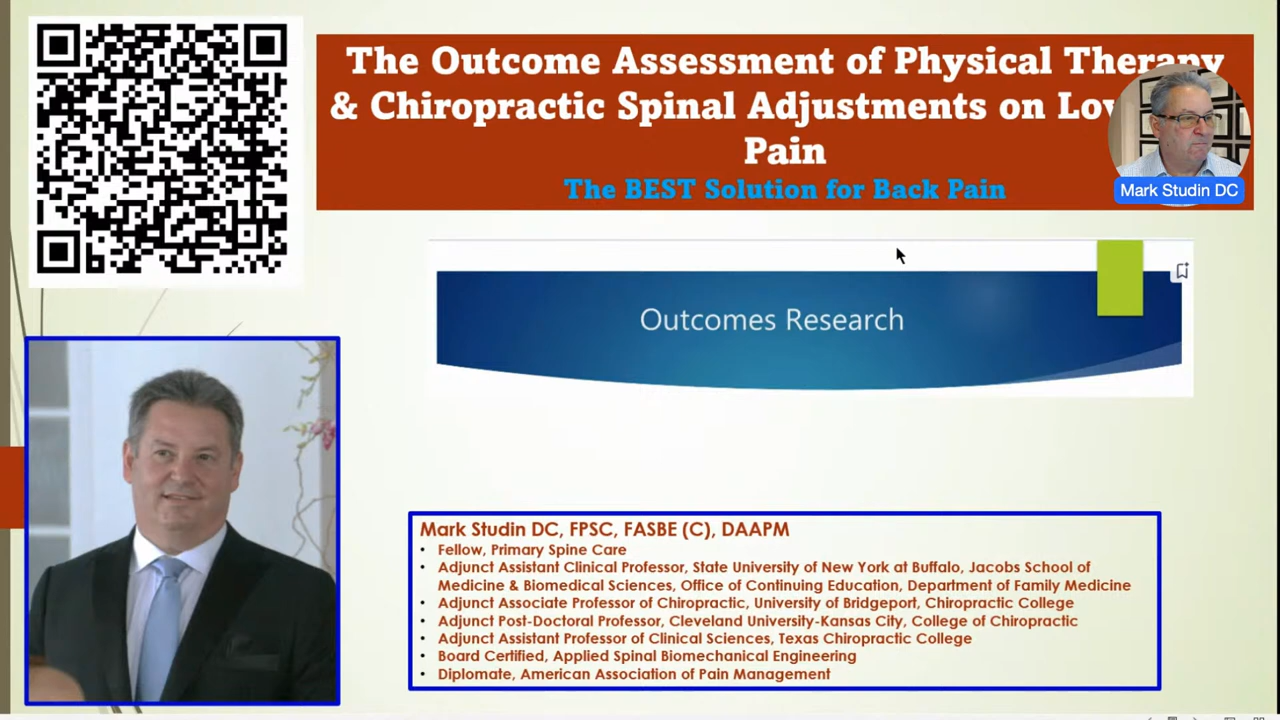 The Outcome Assessment of Physical Therapy
& Chiropractic Spinal Adjustments on Lo
Pain
The BEST Solution for Back Pain
Mark Studin DC
Outcomes Research
Mark Studin DC, FPSC, FASBE (C), DAAPM
• Fellow, Primary Spine Care
• Adjunct Assistant Clinical Professor, State University of New York at Buffalo, Jacobs School of
Medicine & Biomedical Sciences, Office of Continuing Education, Department of Family Medicine
• Adjunct Associate Professor of Chiropractic, University of Bridgeport, Chiropractic College
• Adjunct Post-Doctoral Professor, Cleveland University-Kansas City, College of Chiropractic
• Adjunct Assistant Professor of Clinical Sciences, Texas Chiropractic College
• Board Certified, Applied Spinal Biomechanical Engineering
• Diplomate, American Association of Pain Management